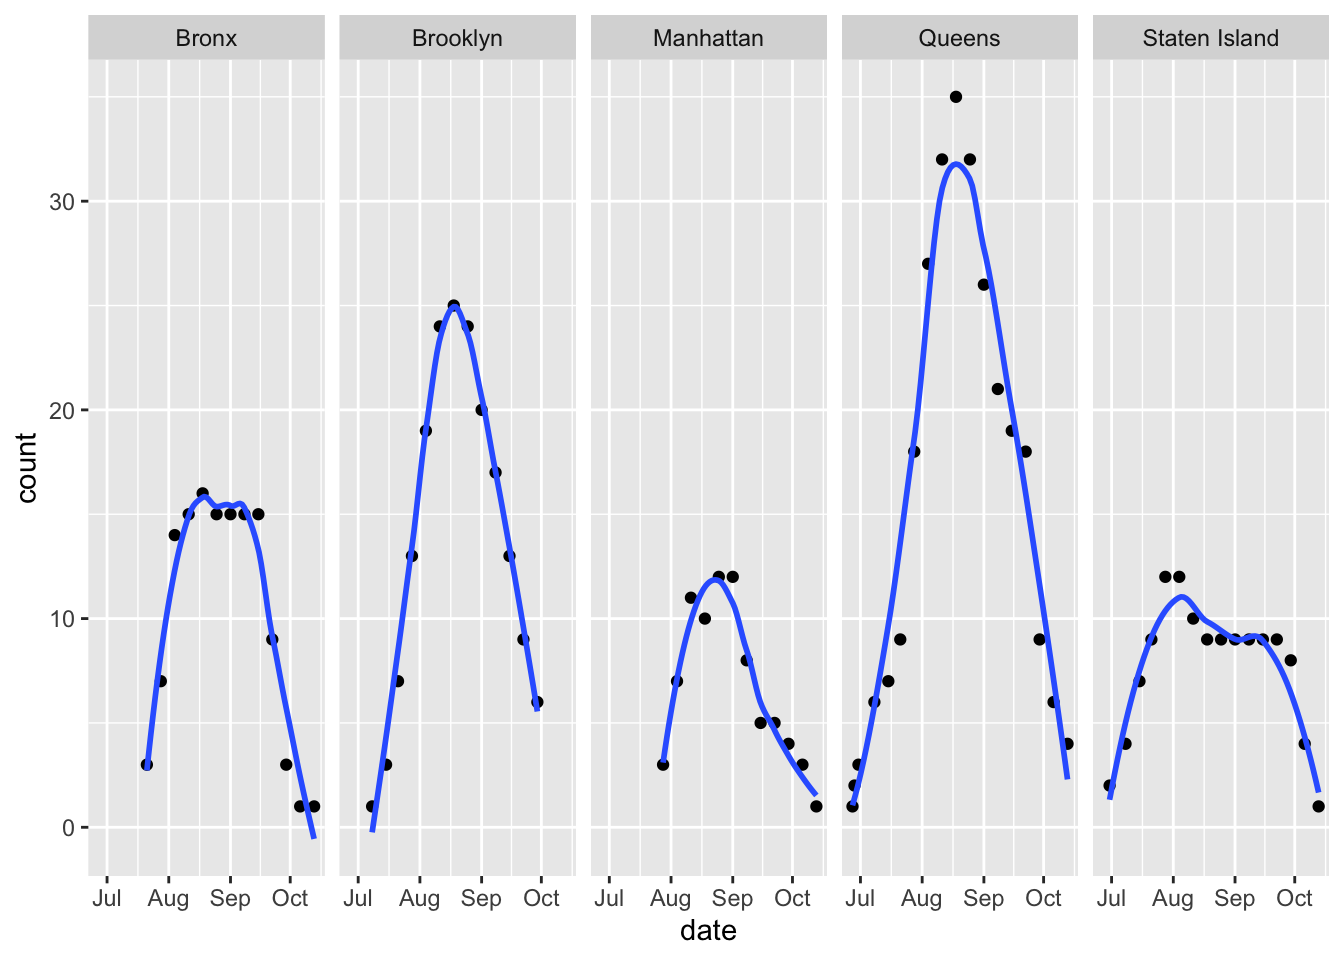 Bronx Brooklyn Manhattan Queens Staten Island
30
20
10
0
count
Jul Aug Sep Oct Jul Aug Sep Oct Jul Aug Sep Oct Jul Aug Sep Oct Jul Aug Sep Oct
date